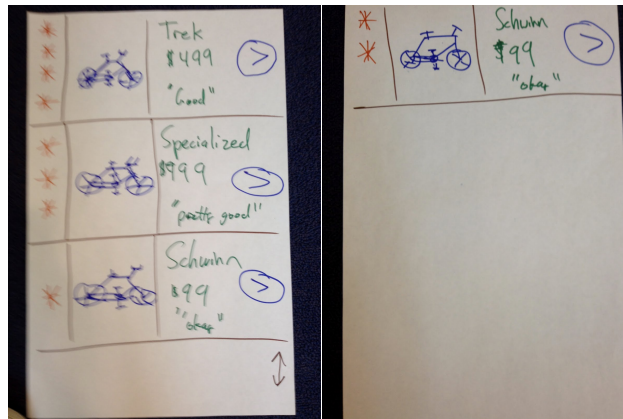 Trek
$499
"Good"
>
Specialized
$999
"pretty good"
>
Schwinn
$99
"okay"
>
Schwinn
$99
"okay"
>